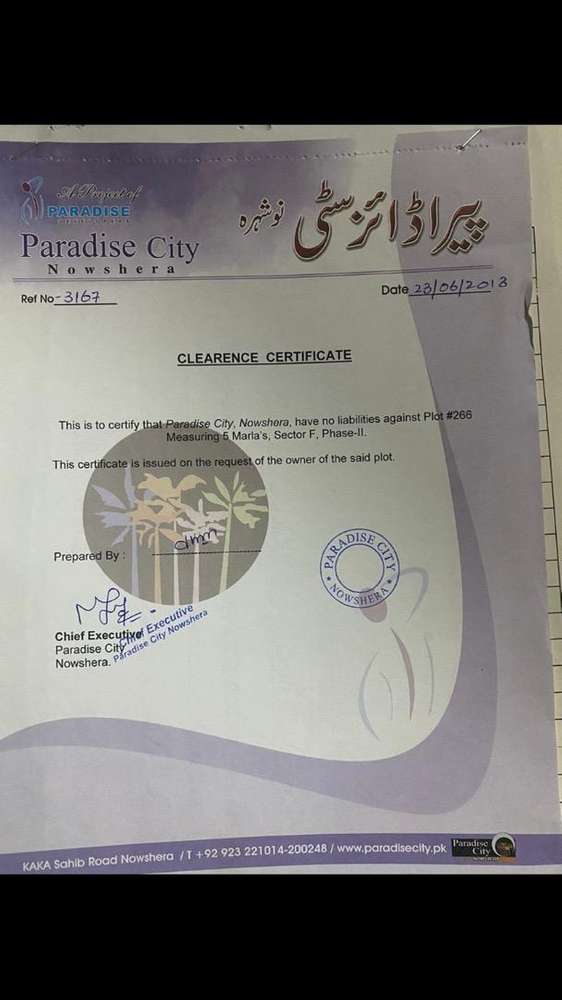 A Project of
PARADISE
Paradise City
Nowshera
پیراڈائز سٹی نوشہرہ
Ref No -3167
Date 23/06/2013
CLEARENCE CERTIFICATE
This is to certify that Paradise City, Nowshera, have no liabilities against Plot #266
Measuring 5 Marla's, Sector F, Phase-II.
This certificate is issued on the request of the owner of the said plot.
Prepared By :
PARADISE CITY
NOWSHERA
Chief Executive
Paradise City
Nowshera.
Chief Executive
Paradise City Nowshera
KAKA Sahib Road Nowshera / T +92 923 221014-200248 / www.paradisecity.pk
Paradise
City